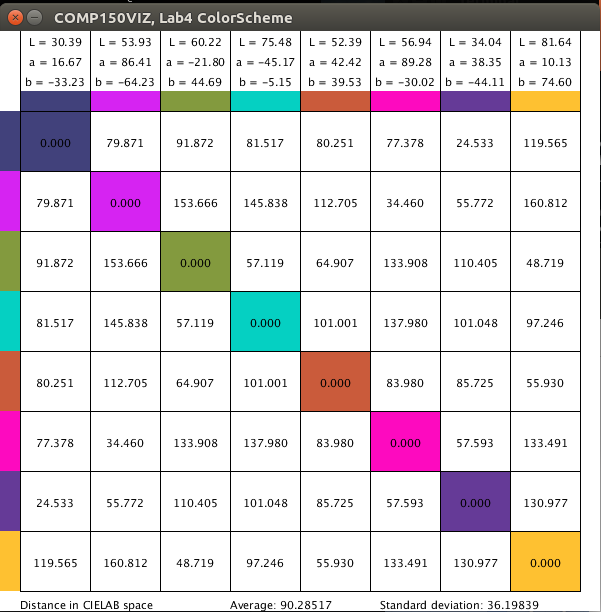 COMP150VIZ, Lab4 ColorScheme
L = 30.39 L = 53.93 L = 60.22 L = 75.48 L = 52.39 L = 56.94 L = 34.04 L = 81.64
a = 16.67 a = 86.41 a = −21.80 a = −45.17 a = 42.42 a = 89.28 a = 38.35 a = 10.13
b = −33.23 b = −64.23 b = 44.69 b = −5.15 b = 39.53 b = −30.02 b = −44.11 b = 74.60
0.000 79.871 91.872 81.517 80.251 77.378 24.533 119.565
79.871 0.000 153.666 145.838 112.705 34.460 55.772 160.812
91.872 153.666 0.000 57.119 64.907 133.908 110.405 48.719
81.517 145.838 57.119 0.000 101.001 137.980 101.048 97.246
80.251 112.705 64.907 101.001 0.000 83.980 85.725 55.930
77.378 34.460 133.908 137.980 83.980 0.000 57.593 133.491
24.533 55.772 110.405 101.048 85.725 57.593 0.000 130.977
119.565 160.812 48.719 97.246 55.930 133.491 130.977 0.000
Distance in CIELAB space Average: 90.28517 Standard deviation: 36.19839